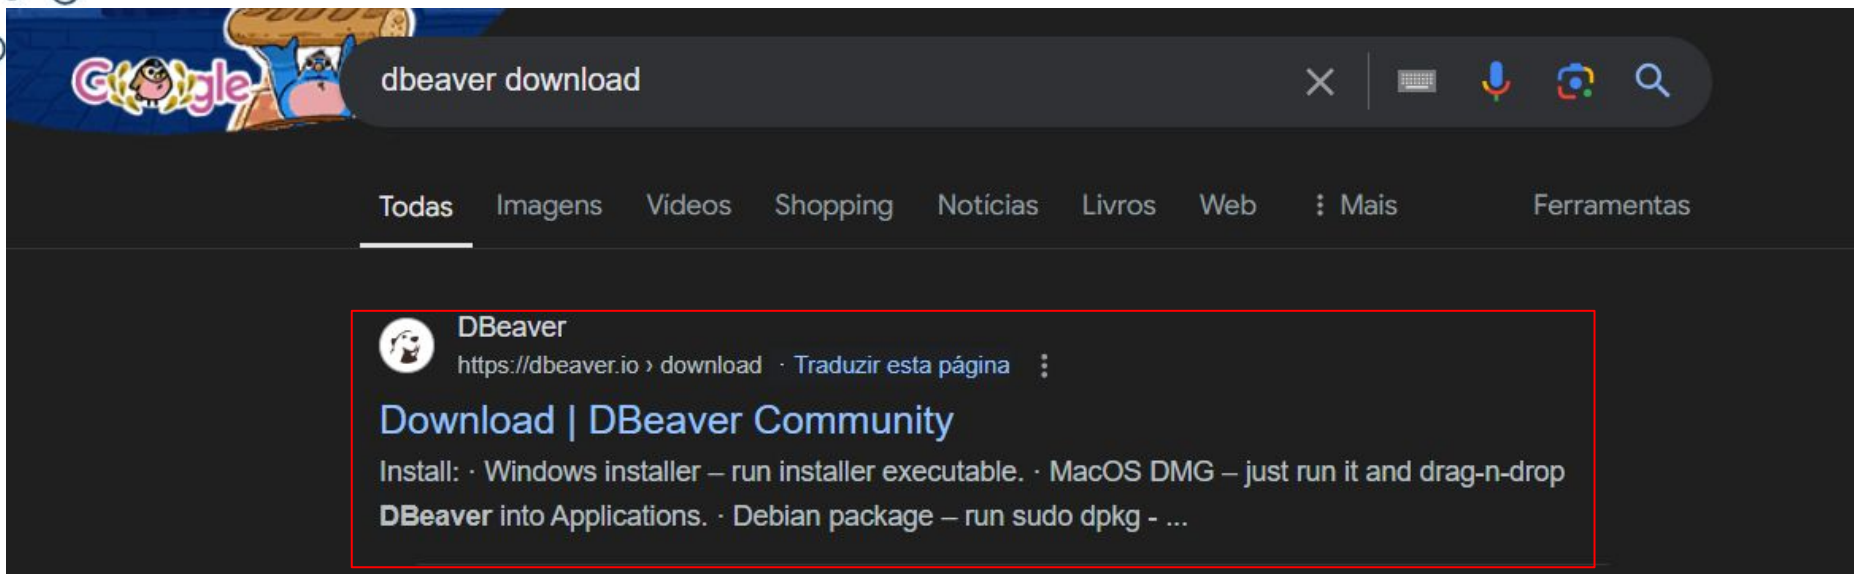 Google
dbeaver download
Todas Imagens Vídeos Shopping Notícias Livros Web Mais Ferramentas
DBeaver
https://dbeaver.io › download · Traduzir esta página
Download | DBeaver Community
Install: · Windows installer – run installer executable. · MacOS DMG – just run it and drag-n-drop
DBeaver into Applications. · Debian package – run sudo dpkg - ...